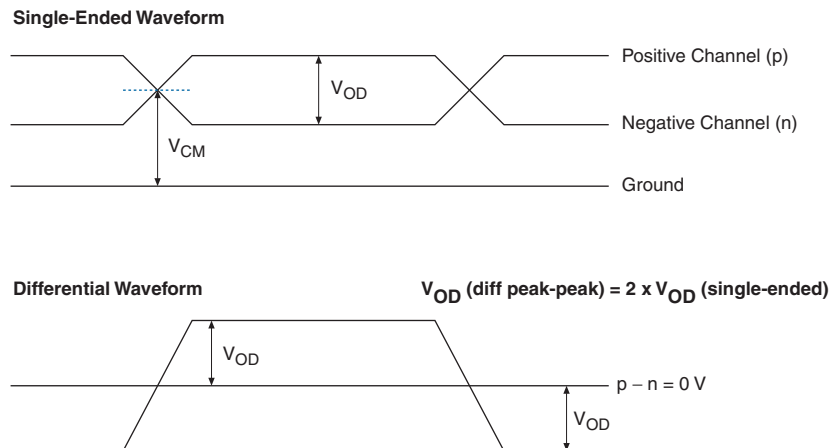 Single-Ended Waveform
Positive Channel (p)
VOD
Negative Channel (n)
VCM
Ground
Differential Waveform
VOD (diff peak-peak) = 2 x VOD (single-ended)
VOD
p – n = 0 V
VOD